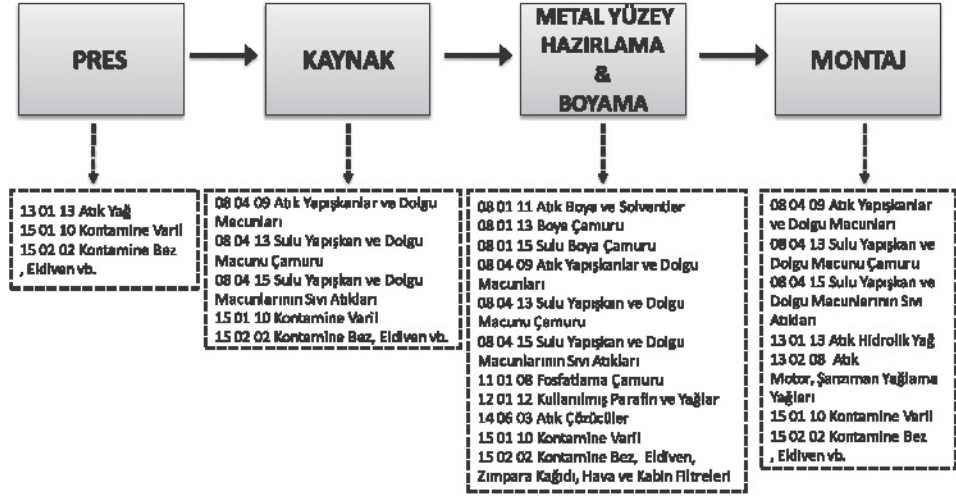 PRES
KAYNAK
METAL YÜZEY
HAZIRLAMA
&
BOYAMA
MONTAJ
13 01 13 Atık Yağ
15 01 10 Kontamine Varil
15 02 02 Kontamine Bez
, Eldiven vb.
08 04 09 Atık Yapışkanlar ve Dolgu
Macunları
08 04 13 Sulu Yapışkan ve Dolgu
Macunu Çamuru
08 04 15 Sulu Yapışkan ve Dolgu
Macunlarının Sıvı Atıkları
15 01 10 Kontamine Varil
15 02 02 Kontamine Bez, Eldiven vb.
08 01 11 Atık Boya ve Solventler
08 01 13 Boya Çamuru
08 01 15 Sulu Boya Çamuru
08 04 09 Atık Yapışkanlar ve Dolgu
Macunları
08 04 13 Sulu Yapışkan ve Dolgu
Macunu Çamuru
08 04 15 Sulu Yapışkan ve Dolgu
Macunlarının Sıvı Atıkları
11 01 08 Fosfatlama Çamuru
12 01 12 Kullanılmış Parafin ve Yağlar
14 06 03 Atık Çözücüler
15 01 10 Kontamine Varil
15 02 02 Kontamine Bez, Eldiven,
Zımpara Kağıdı, Hava ve Kabin Filtreleri
08 04 09 Atık Yapışkanlar
ve Dolgu Macunları
08 04 13 Sulu Yapışkan ve
Dolgu Macunu Çamuru
08 04 15 Sulu Yapışkan ve
Dolgu Macunlarının Sıvı
Atıkları
13 01 13 Atık Hidrolik Yağ
13 02 08 Atık
Motor, Şanzıman Yağlama
Yağları
15 01 10 Kontamine Varil
15 02 02 Kontamine Bez
, Eldiven vb.